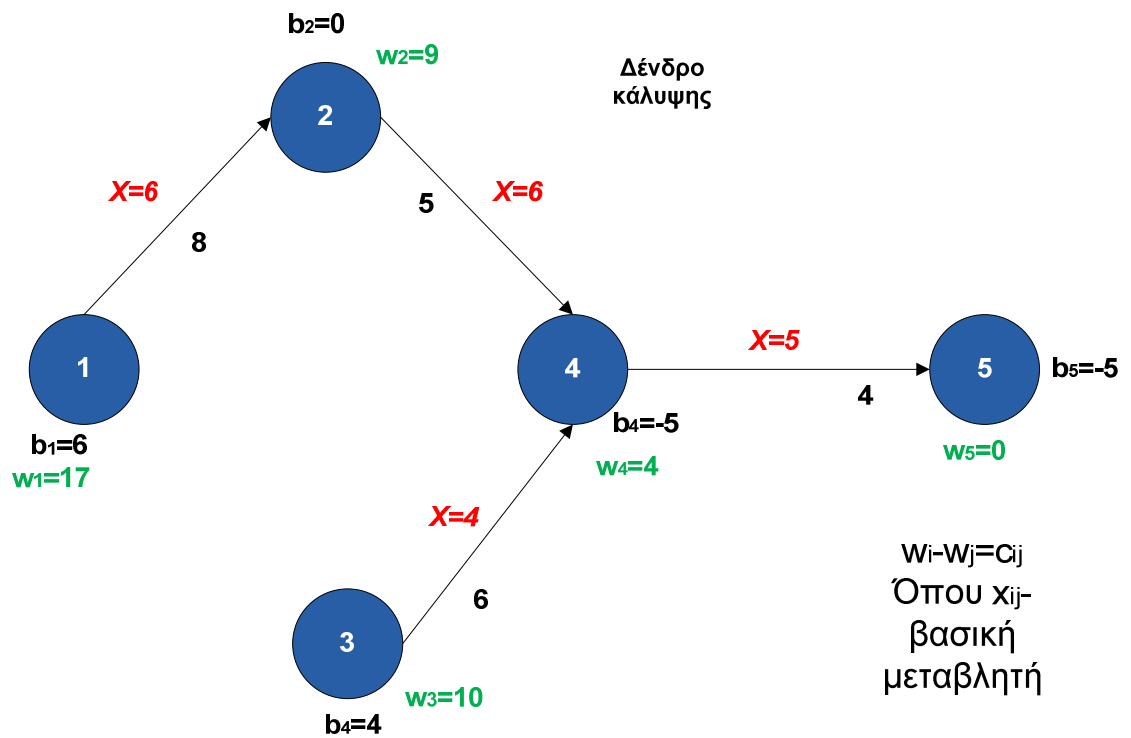 b2=0
w2=9
Δένδρο
κάλυψης
2
X=6
5
X=6
8
1
4
X=5
5
b5=-5
4
b1=6
w1=17
b4=-5
w4=4
w5=0
X=4
6
wi-wj=cij
Όπου xij-
βασική
μεταβλητή
3
w3=10
b4=4